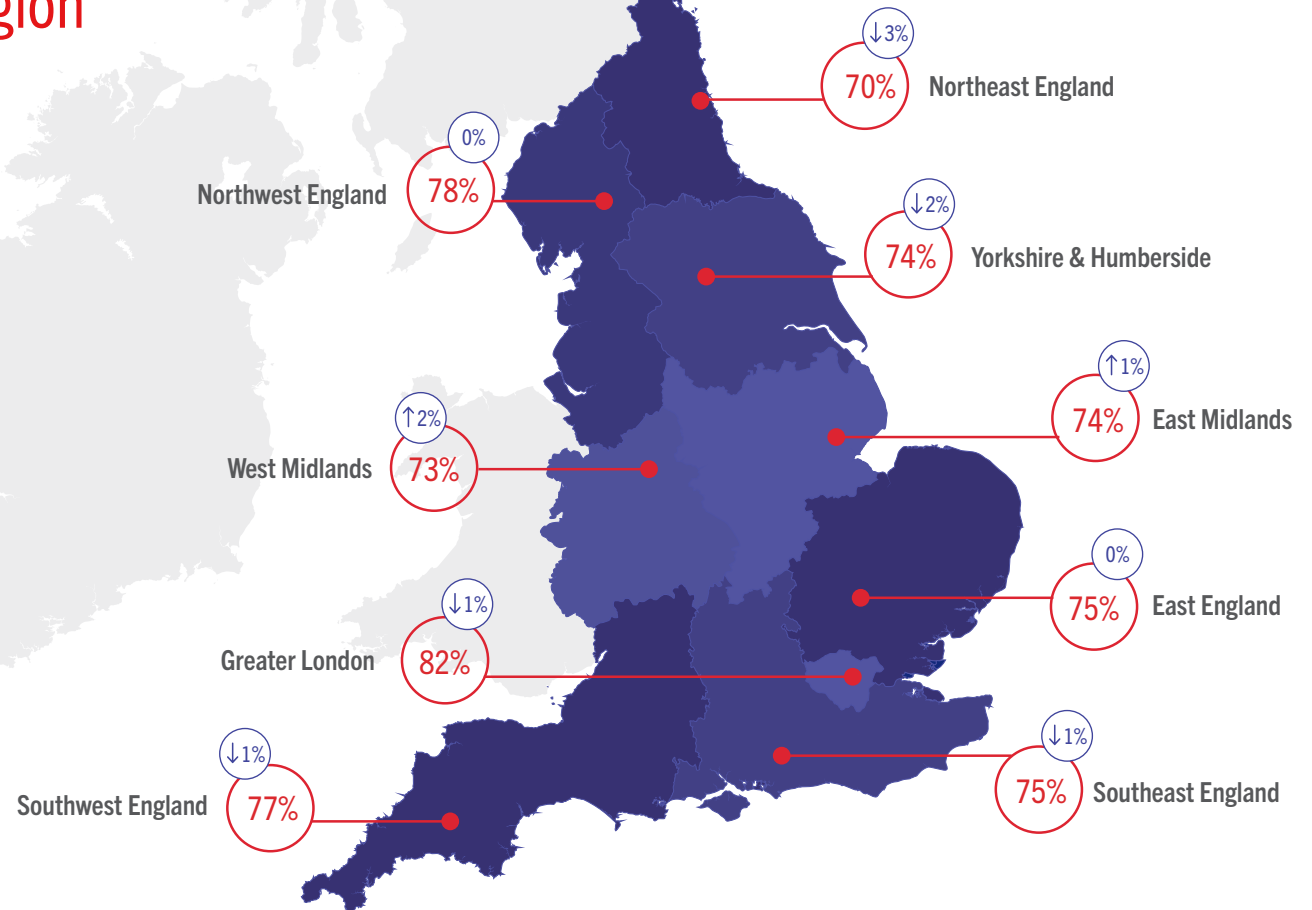 ↓3%
70%
Northeast England
0%
78%
Northwest England
↓2%
74%
Yorkshire & Humberside
↑1%
74%
East Midlands
↑2%
73%
West Midlands
0%
75%
East England
↓1%
82%
Greater London
↓1%
75%
Southeast England
↓1%
77%
Southwest England